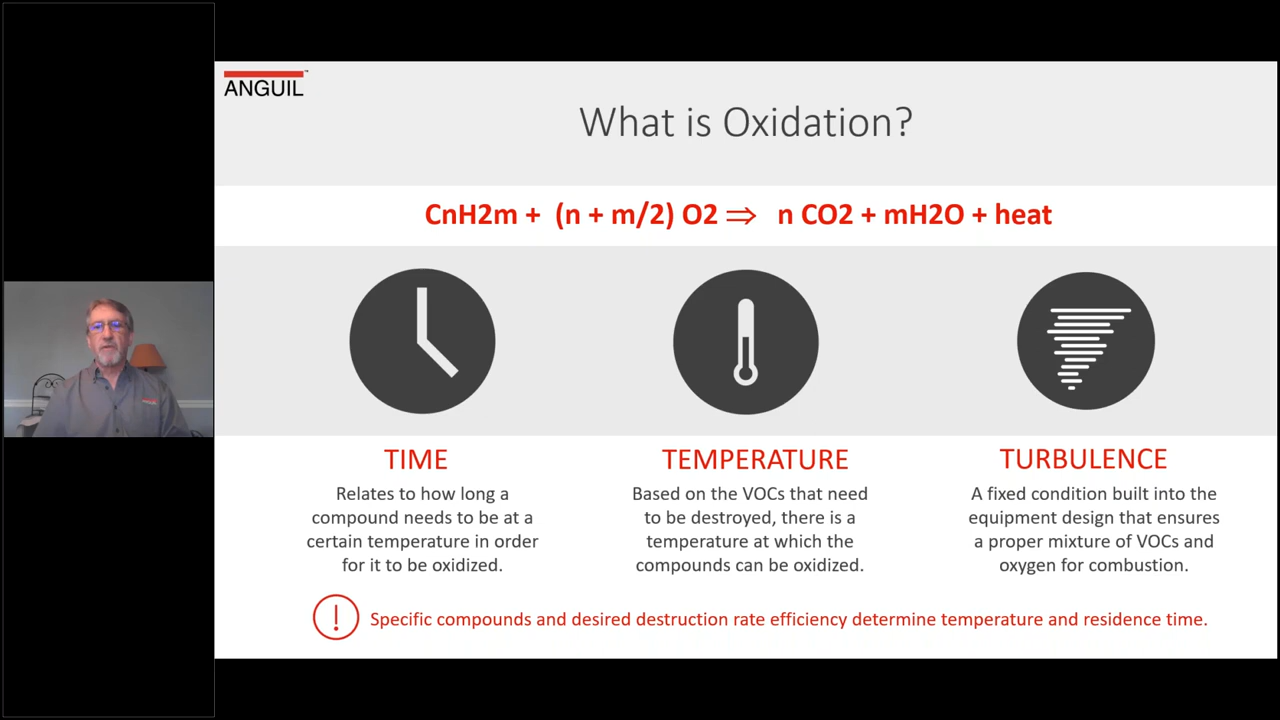 ANGUIL™
What is Oxidation?
CnH2m + (n + m/2) O2 ⇒ n CO2 + mH2O + heat
TIME
Relates to how long a
compound needs to be at a
certain temperature in order
for it to be oxidized.
TEMPERATURE
Based on the VOCs that need
to be destroyed, there is a
temperature at which the
compounds can be oxidized.
TURBULENCE
A fixed condition built into the
equipment design that ensures
a proper mixture of VOCs and
oxygen for combustion.
! Specific compounds and desired destruction rate efficiency determine temperature and residence time.